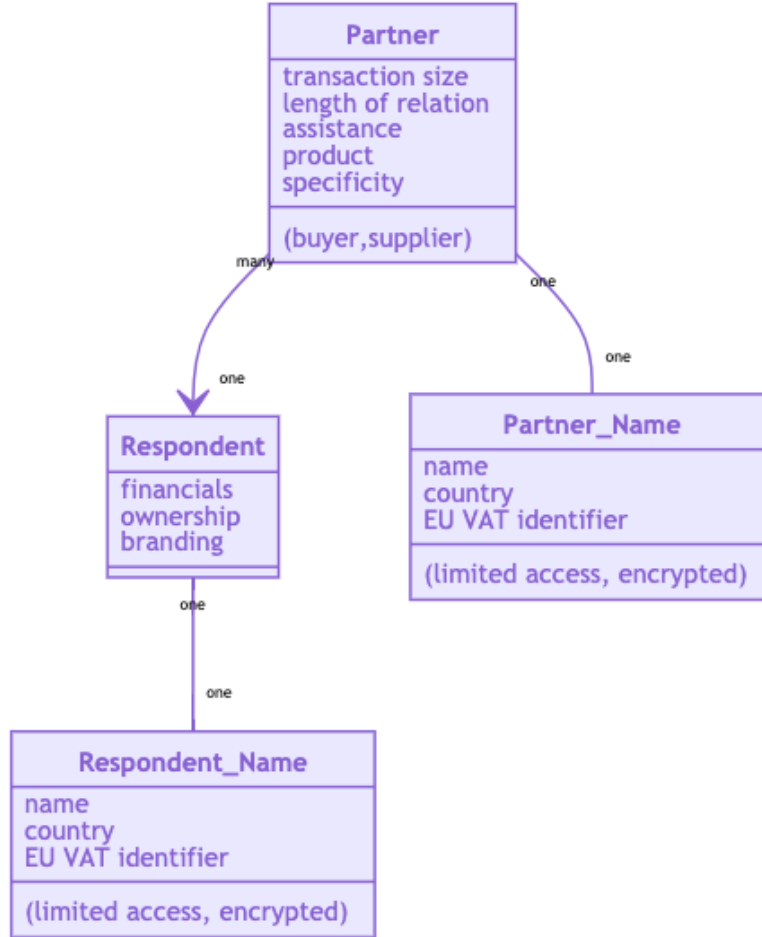 Partner
transaction size
length of relation
assistance
product
specificity
(buyer,supplier)
many
one
one
one
Respondent
financials
ownership
branding
Partner_Name
name
country
EU VAT identifier
(limited access, encrypted)
one
one
Respondent_Name
name
country
EU VAT identifier
(limited access, encrypted)